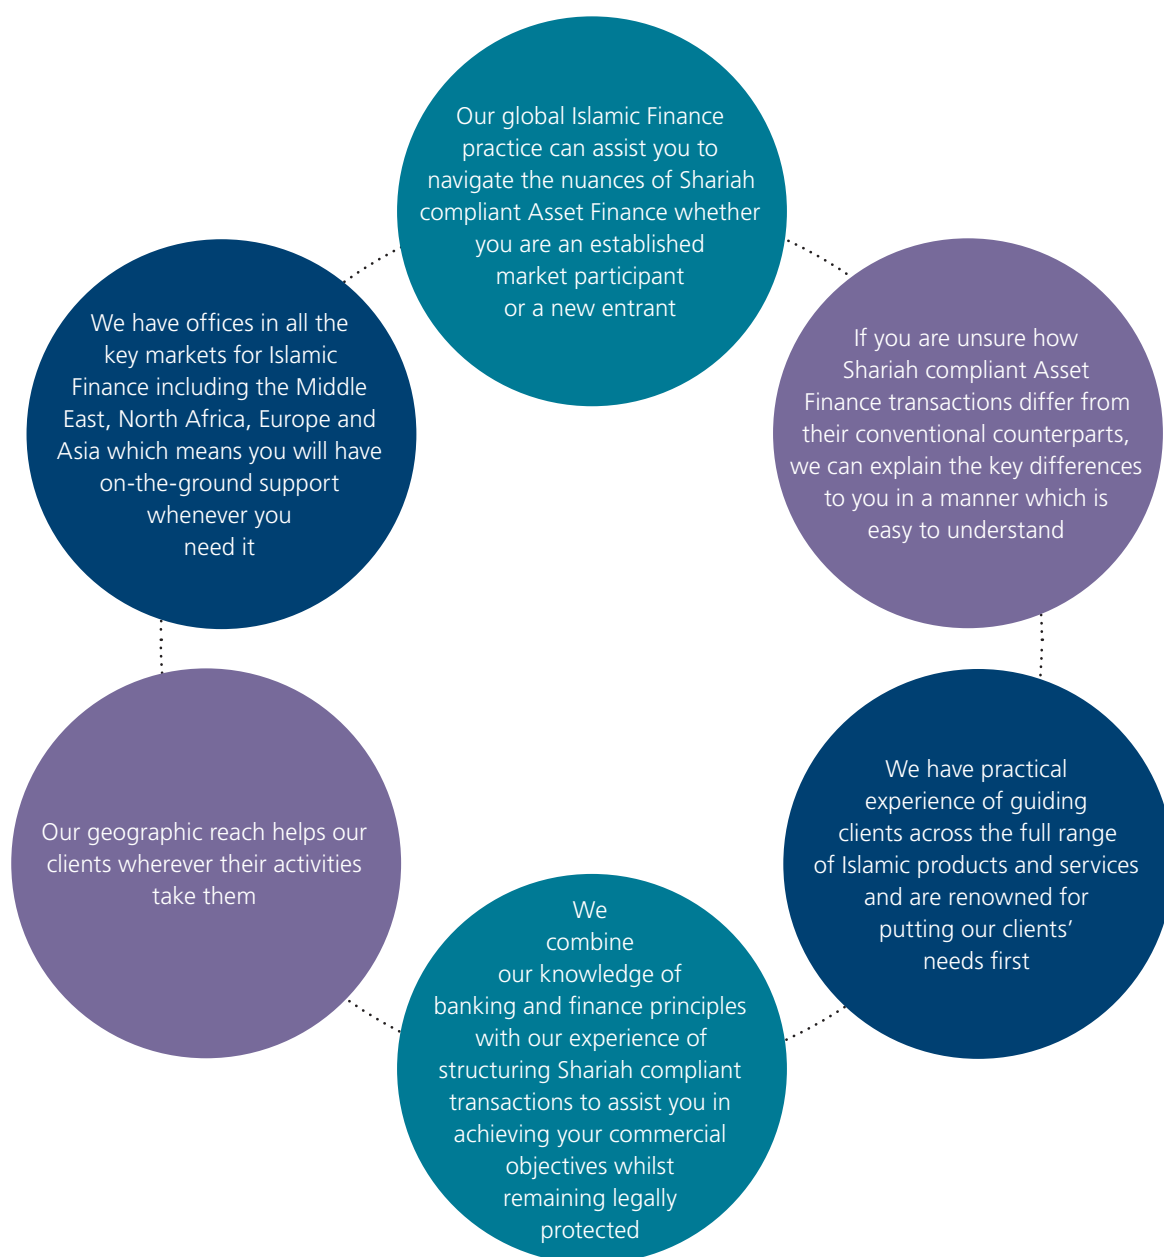 Our global Islamic Finance
practice can assist you to
navigate the nuances of Shariah
compliant Asset Finance whether
you are an established
market participant
or a new entrant
If you are unsure how
Shariah compliant Asset
Finance transactions differ from
their conventional counterparts,
we can explain the key differences
to you in a manner which is
easy to understand
We have practical
experience of guiding
clients across the full range
of Islamic products and services
and are renowned for
putting our clients’
needs first
We
combine
our knowledge of
banking and finance principles
with our experience of
structuring Shariah compliant
transactions to assist you in
achieving your commercial
objectives whilst
remaining legally
protected
Our geographic reach helps our
clients wherever their activities
take them
We have offices in all the
key markets for Islamic
Finance including the Middle
East, North Africa, Europe and
Asia which means you will have
on-the-ground support
whenever you
need it